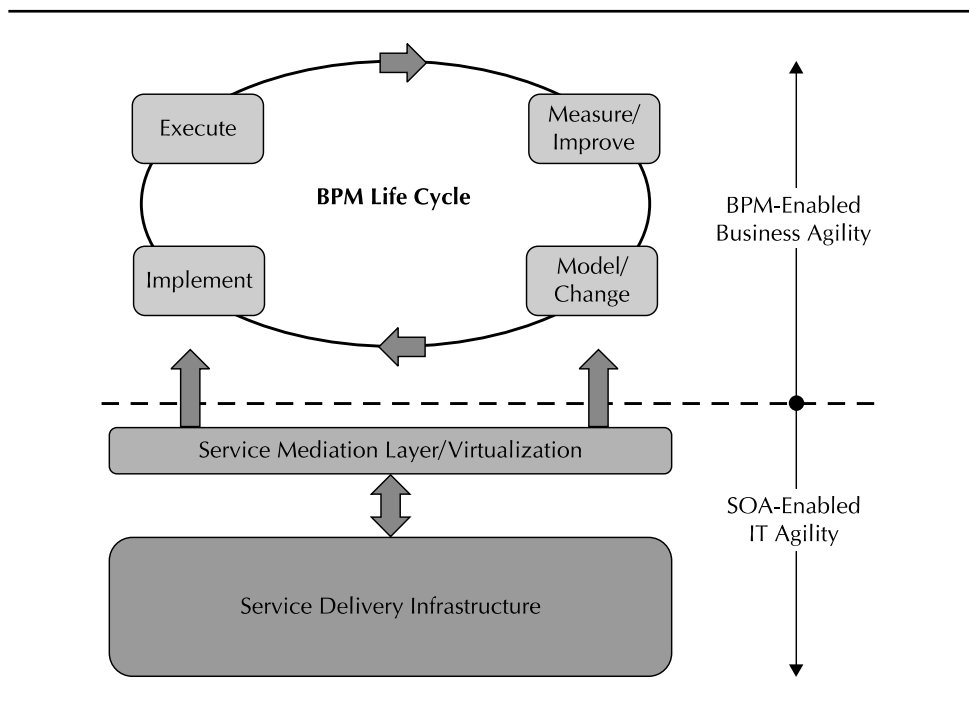 Execute
Measure/
Improve
BPM Life Cycle
BPM-Enabled
Business Agility
Implement
Model/
Change
Service Mediation Layer/Virtualization
SOA-Enabled
IT Agility
Service Delivery Infrastructure